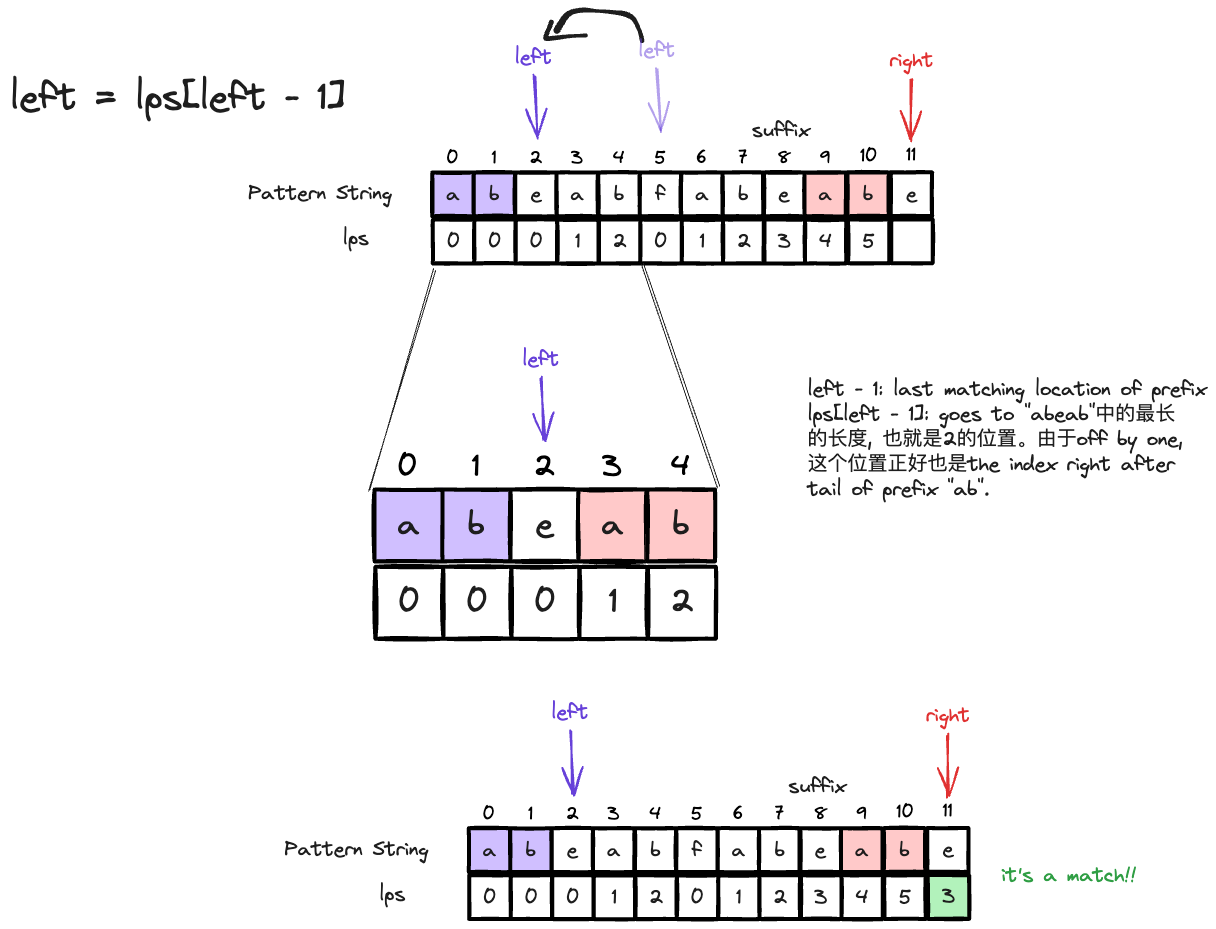 left left
right
left = lps[left - 1]
suffix
0 1 2 3 4 5 6 7 8 9 10 11
Pattern String a b e a b f a b e a b e
lps 0 0 0 1 2 0 1 2 3 4 5
left
0 1 2 3 4
a b e a b
0 0 0 1 2
left - 1: last matching location of prefix
lps[left - 1]: goes to "abeab"中的最长
的长度, 也就是2的位置。由于off by one,
这个位置正好也是the index right after
tail of prefix "ab".
left
right
suffix
0 1 2 3 4 5 6 7 8 9 10 11
Pattern String a b e a b f a b e a b e
lps 0 0 0 1 2 0 1 2 3 4 5 3
it's a match!!